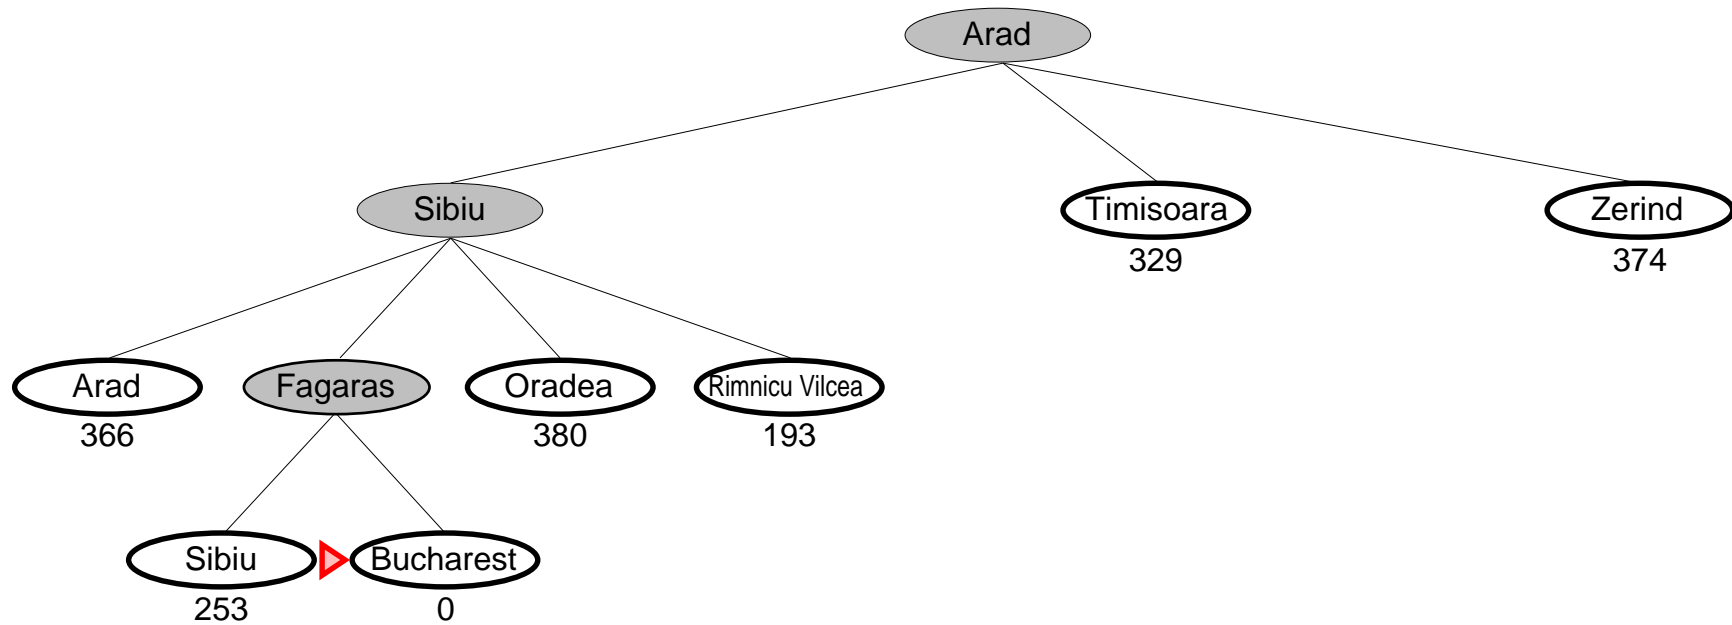 Arad
Sibiu
Timisoara
Zerind
329
374
Arad
Fagaras
Oradea
Rimnicu Vilcea
366
380
193
Sibiu
Bucharest
253
0